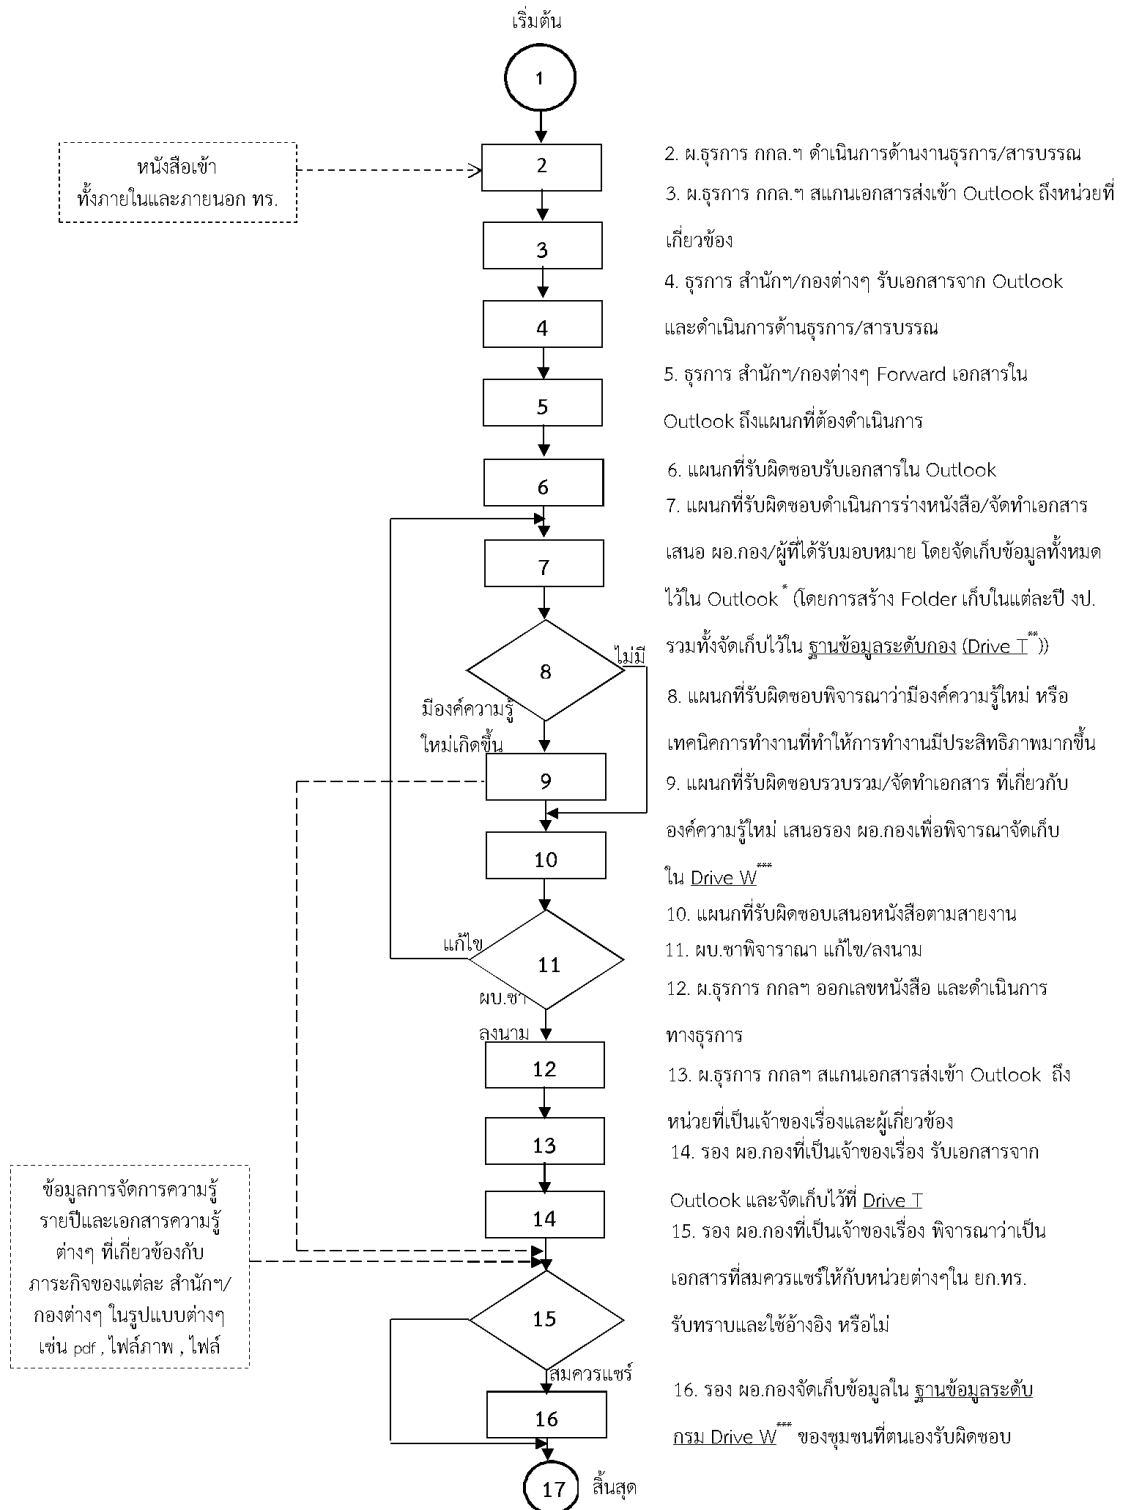 เริ่มต้น
1
หนังสือเข้า
ทั้งภายในและภายนอก ทร.
2
3
4
5
6
7
8
ไม่มี
มีองค์ความรู้
ใหม่เกิดขึ้น
9
10
แก้ไข
11
ผบ.ชา
ลงนาม
12
13
14
ข้อมูลการจัดการความรู้
รายปีและเอกสารความรู้
ต่างๆ ที่เกี่ยวข้องกับ
ภาระกิจของแต่ละ สำนักฯ/
กองต่างๆ ในรูปแบบต่างๆ
เช่น pdf , ไฟล์ภาพ , ไฟล์
15
สมควรแชร์
16
17
สิ้นสุด
2. ผ.ธุรการ กกล.ฯ ดำเนินการด้านงานธุรการ/สารบรรณ
3. ผ.ธุรการ กกล.ฯ สแกนเอกสารส่งเข้า Outlook ถึงหน่วยที่
เกี่ยวข้อง
4. ธุรการ สำนักฯ/กองต่างๆ รับเอกสารจาก Outlook
และดำเนินการด้านธุรการ/สารบรรณ
5. ธุรการ สำนักฯ/กองต่างๆ Forward เอกสารใน
Outlook ถึงแผนกที่ต้องดำเนินการ
6. แผนกที่รับผิดชอบรับเอกสารใน Outlook
7. แผนกที่รับผิดชอบดำเนินการร่างหนังสือ/จัดทำเอกสาร
เสนอ ผอ.กอง/ผู้ที่ได้รับมอบหมาย โดยจัดเก็บข้อมูลทั้งหมด
ไว้ใน Outlook* (โดยการสร้าง Folder เก็บในแต่ละปี งป.
รวมทั้งจัดเก็บไว้ใน ฐานข้อมูลระดับกอง (Drive T**))
8. แผนกที่รับผิดชอบพิจารณาว่ามีองค์ความรู้ใหม่ หรือ
เทคนิคการทำงานที่ทำให้การทำงานมีประสิทธิภาพมากขึ้น
9. แผนกที่รับผิดชอบรวบรวม/จัดทำเอกสาร ที่เกี่ยวกับ
องค์ความรู้ใหม่ เสนอรอง ผอ.กองเพื่อพิจารณาจัดเก็บ
ใน Drive W***
10. แผนกที่รับผิดชอบเสนอหนังสือตามสายงาน
11. ผบ.ชาพิจาราณา แก้ไข/ลงนาม
12. ผ.ธุรการ กกลฯ ออกเลขหนังสือ และดำเนินการ
ทางธุรการ
13. ผ.ธุรการ กกลฯ สแกนเอกสารส่งเข้า Outlook ถึง
หน่วยที่เป็นเจ้าของเรื่องและผู้เกี่ยวข้อง
14. รอง ผอ.กองที่เป็นเจ้าของเรื่อง รับเอกสารจาก
Outlook และจัดเก็บไว้ที่ Drive T
15. รอง ผอ.กองที่เป็นเจ้าของเรื่อง พิจารณาว่าเป็น
เอกสารที่สมควรแชร์ให้กับหน่วยต่างๆใน ยก.ทร.
รับทราบและใช้อ้างอิง หรือไม่
16. รอง ผอ.กองจัดเก็บข้อมูลใน ฐานข้อมูลระดับ
กรม Drive W*** ของชุมชนที่ตนเองรับผิดชอบ